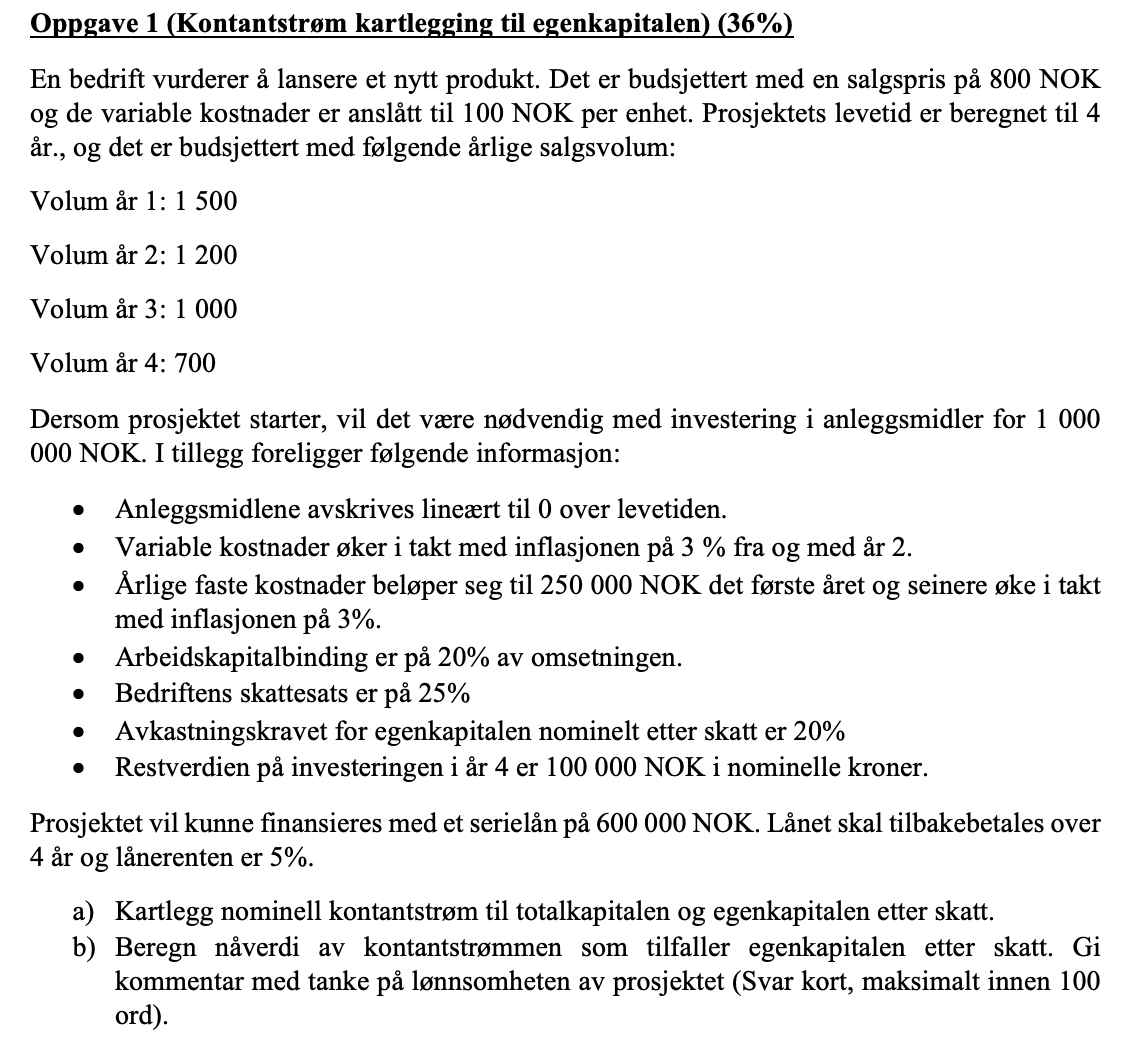 Oppgave 1 (Kontantstrøm kartlegging til egenkapitalen) (36%)
En bedrift vurderer å lansere et nytt produkt. Det er budsjettert med en salgspris på 800 NOK
og de variable kostnader er anslått til 100 NOK per enhet. Prosjektets levetid er beregnet til 4
år., og det er budsjettert med følgende årlige salgsvolum:
Volum år 1: 1 500
Volum år 2: 1 200
Volum år 3: 1 000
Volum år 4: 700
Dersom prosjektet starter, vil det være nødvendig med investering i anleggsmidler for 1 000
000 NOK. I tillegg foreligger følgende informasjon:
• Anleggsmidlene avskrives lineært til 0 over levetiden.
• Variable kostnader øker i takt med inflasjonen på 3 % fra og med år 2.
• Årlige faste kostnader beløper seg til 250 000 NOK det første året og seinere øke i takt
med inflasjonen på 3%.
• Arbeidskapitalbinding er på 20% av omsetningen.
• Bedriftens skattesats er på 25%
• Avkastningskravet for egenkapitalen nominelt etter skatt er 20%
• Restverdien på investeringen i år 4 er 100 000 NOK i nominelle kroner.
Prosjektet vil kunne finansieres med et serielån på 600 000 NOK. Lånet skal tilbakebetales over
4 år og lånerenten er 5%.
a) Kartlegg nominell kontantstrøm til totalkapitalen og egenkapitalen etter skatt.
b) Beregn nåverdi av kontantstrømmen som tilfaller egenkapitalen etter skatt. Gi
kommentar med tanke på lønnsomheten av prosjektet (Svar kort, maksimalt innen 100
ord).